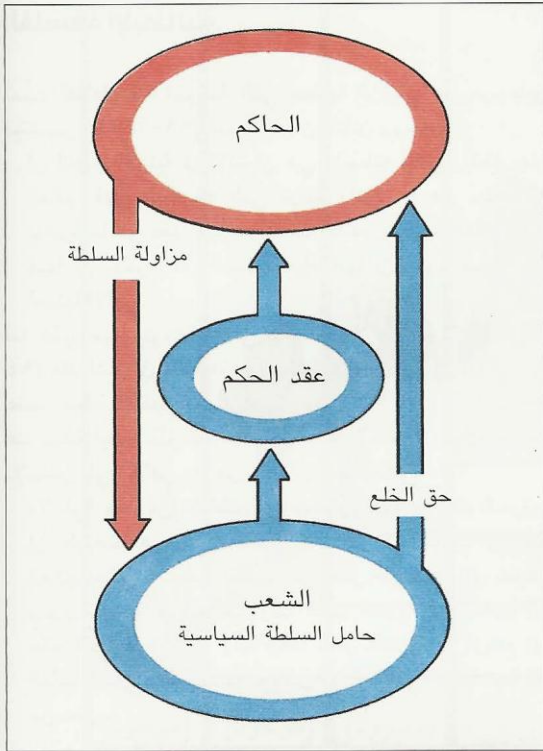 الحاكم
مزاولة السلطة
عقد الحكم
حق الخلع
الشعب
حامل السلطة السياسية